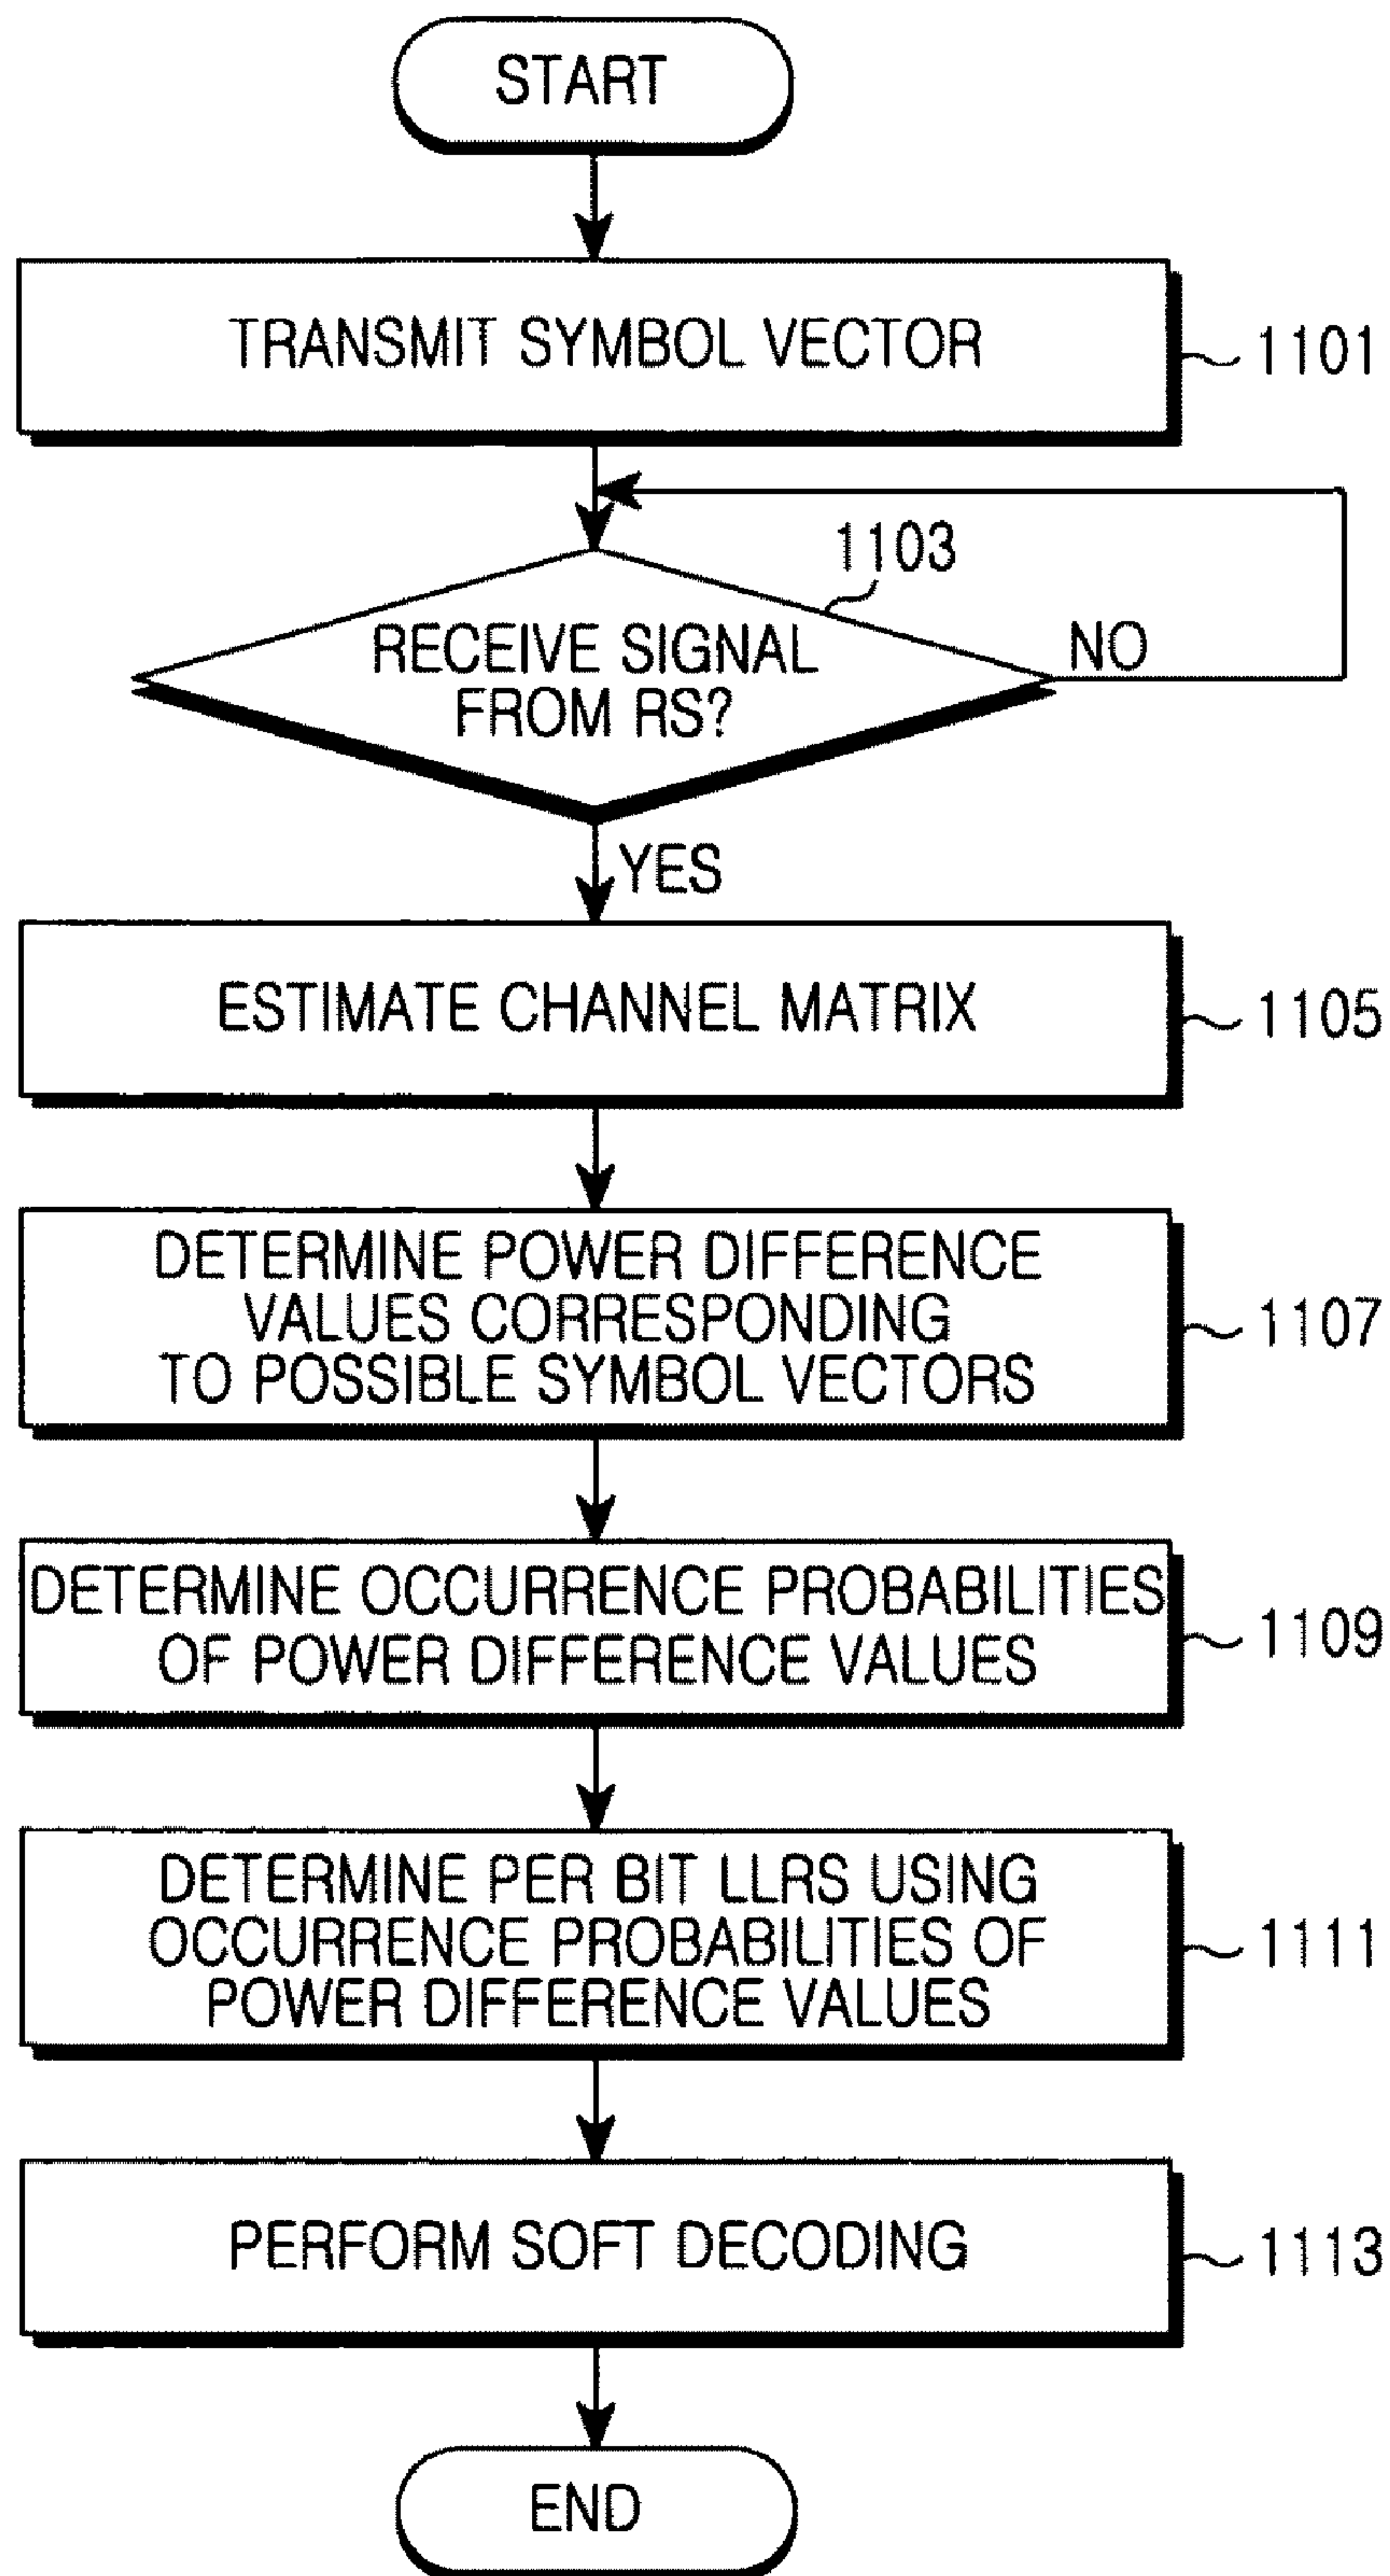 START
TRANSMIT SYMBOL VECTOR
1101
1103
RECEIVE SIGNAL
FROM RS?
NO
YES
ESTIMATE CHANNEL MATRIX
1105
DETERMINE POWER DIFFERENCE
VALUES CORRESPONDING
TO POSSIBLE SYMBOL VECTORS
1107
DETERMINE OCCURRENCE PROBABILITIES
OF POWER DIFFERENCE VALUES
1109
DETERMINE PER BIT LLRS USING
OCCURRENCE PROBABILITIES OF
POWER DIFFERENCE VALUES
1111
PERFORM SOFT DECODING
1113
END